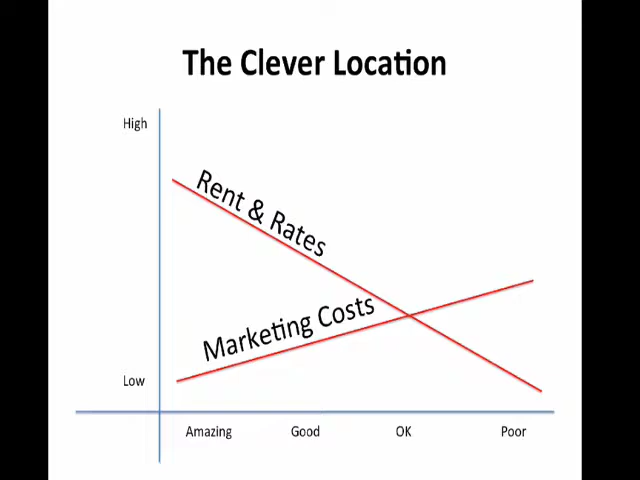 The Clever Location
High
Rent & Rates
Marketing Costs
Low
Amazing Good OK Poor